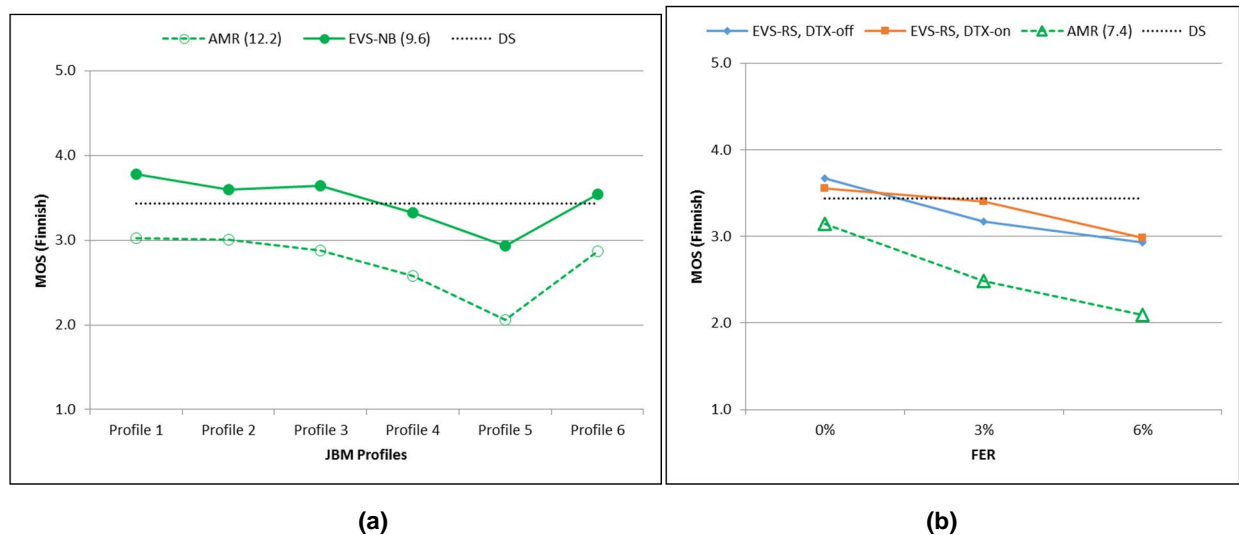 AMR (12.2) EVS-NB (9.6) DS
5.0
4.0
3.0
2.0
1.0
MOS (Finnish)
Profile 1 Profile 2 Profile 3 Profile 4 Profile 5 Profile 6
JBM Profiles
(a)
EVS-RS, DTX-off EVS-RS, DTX-on AMR (7.4) DS
5.0
4.0
3.0
2.0
1.0
MOS (Finnish)
0% 3% 6%
FER
(b)